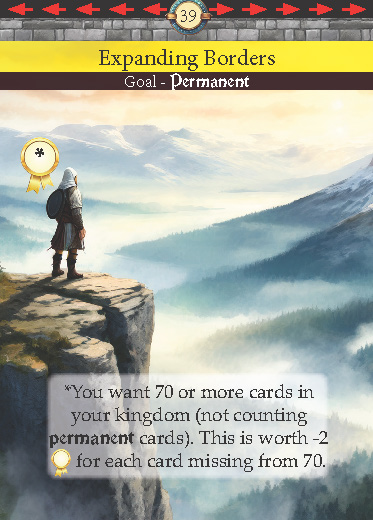 39
Expanding Borders
Goal - Permanent
*
*You want 70 or more cards in
your kingdom (not counting
permanent cards). This is worth -2
for each card missing from 70.